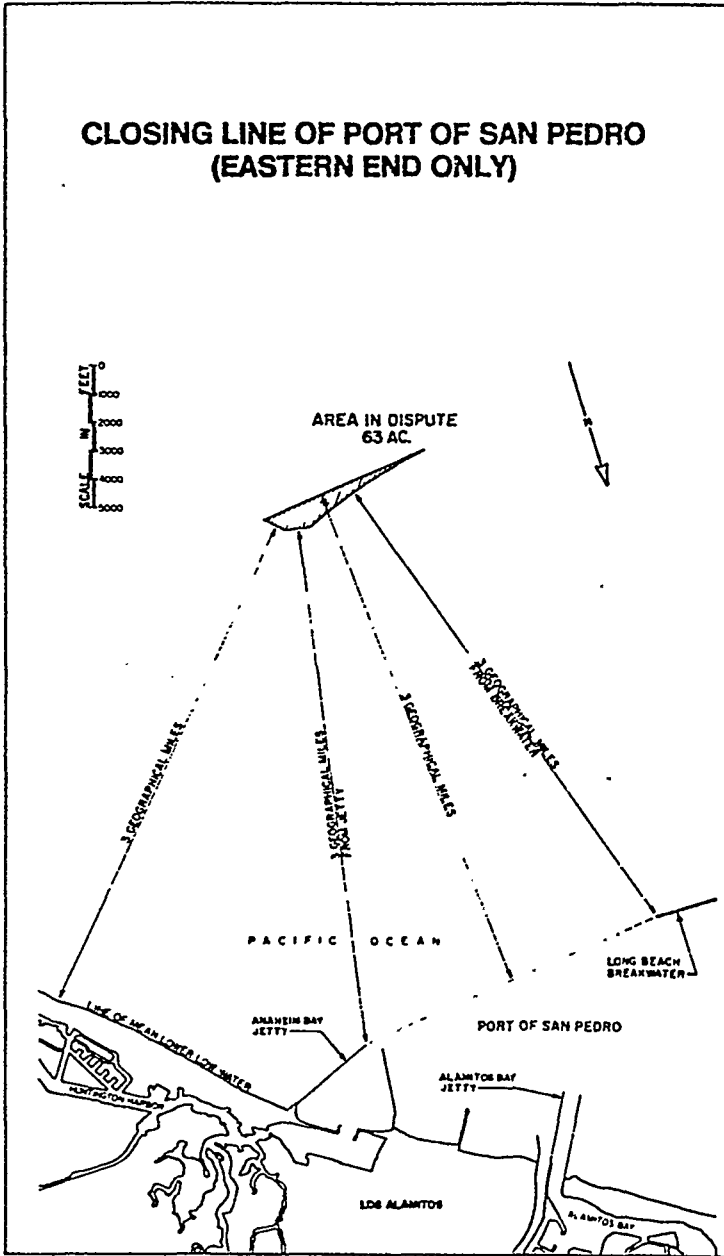 CLOSING LINE OF PORT OF SAN PEDRO
(EASTERN END ONLY)
SCALE IN FEET
0
1000
2000
3000
4000
5000
AREA IN DISPUTE
63 AC.
N
3 GEOGRAPHICAL MILES
3 GEOGRAPHICAL MILES
FROM JETTY
3 GEOGRAPHICAL MILES
3 GEOGRAPHICAL MILES
FROM BREAKWATER
PACIFIC OCEAN
LONG BEACH
BREAKWATER
LINE OF MEAN LOWER LOW WATER
ANAHEIM BAY
JETTY
PORT OF SAN PEDRO
ALAMITOS BAY
JETTY
HUNTINGTON HARBOR
LOS ALAMITOS
ALAMITOS BAY